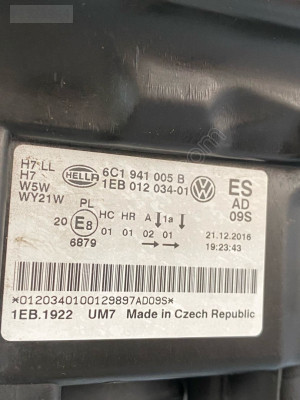 H7 LL
H7
W5W
WY21W
HELLA
6C1 941 005 B
1EB 012 034-01
ES
AD
09S
PL
20 E8
6879
HC HR A 1a
01 01 02 01
21.12.2016
19:23:43
*0120340100129897AD09S*
1EB.1922 UM7 Made in Czech Republic